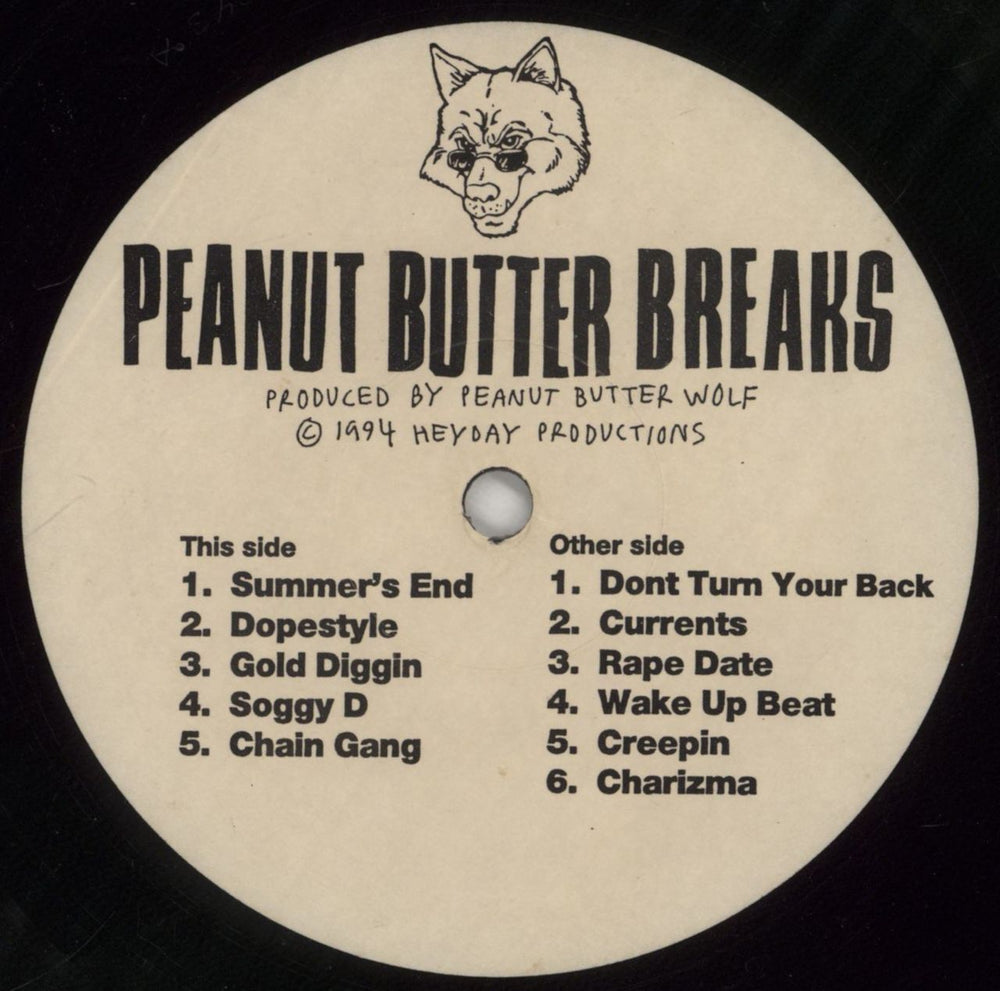 PEANUT BUTTER BREAKS
PRODUCED BY PEANUT BUTTER WOLF
© 1994 HEYDAY PRODUCTIONS
This side
1. Summer's End
2. Dopestyle
3. Gold Diggin
4. Soggy D
5. Chain Gang
Other side
1. Dont Turn Your Back
2. Currents
3. Rape Date
4. Wake Up Beat
5. Creepin
6. Charizma